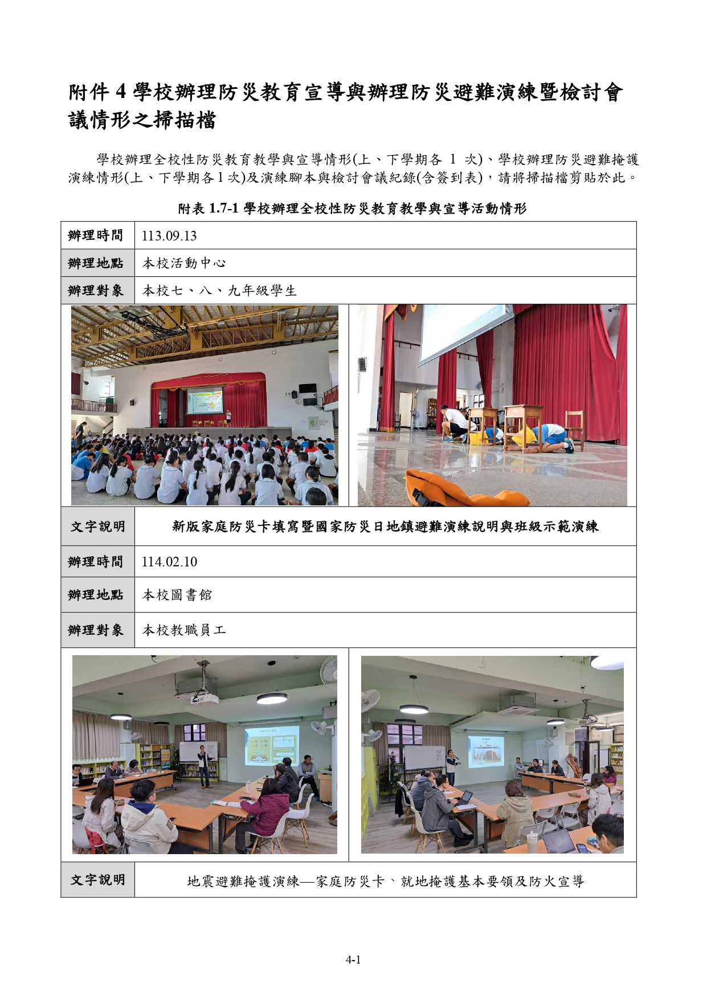 附件 4 學校辦理防災教育宣導與辦理防災避難演練暨檢討會
議情形之掃描檔
學校辦理全校性防災教育教學與宣導情形(上、下學期各 1 次)、學校辦理防災避難掩護
演練情形(上、下學期各 1 次)及演練腳本與檢討會議紀錄(含簽到表)，請將掃描檔剪貼於此。
附表 1.7-1 學校辦理全校性防災教育教學與宣導活動情形
辦理時間 113.09.13
辦理地點 本校活動中心
辦理對象 本校七、八、九年級學生
文字說明 新版家庭防災卡填寫暨國家防災日地鎮避難演練說明與班級示範演練
辦理時間 114.02.10
辦理地點 本校圖書館
辦理對象 本校教職員工
文字說明 地震避難掩護演練—家庭防災卡、就地掩護基本要領及防火宣導
4-1